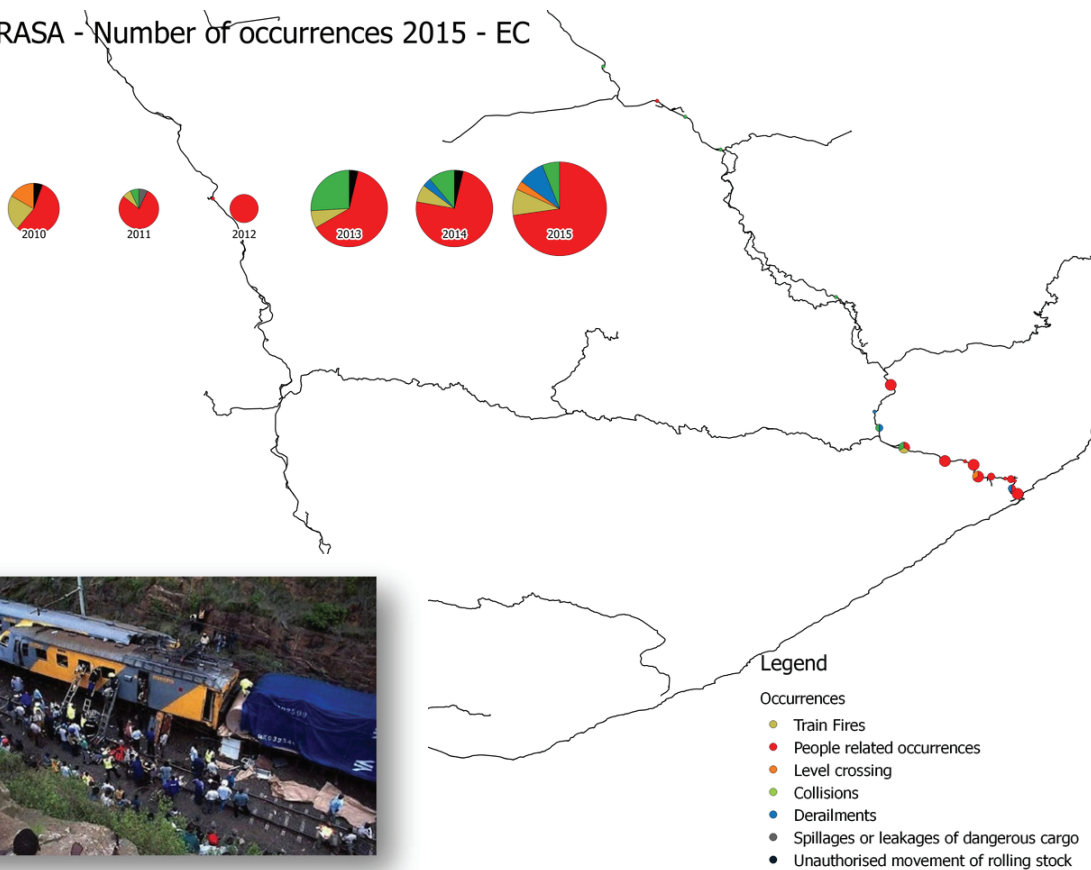 RASA - Number of occurrences 2015 - EC
2010
2011
2012
2013
2014
2015
Legend
Occurrences
Train Fires
People related occurrences
Level crossing
Collisions
Derailments
Spillages or leakages of dangerous cargo
Unauthorised movement of rolling stock